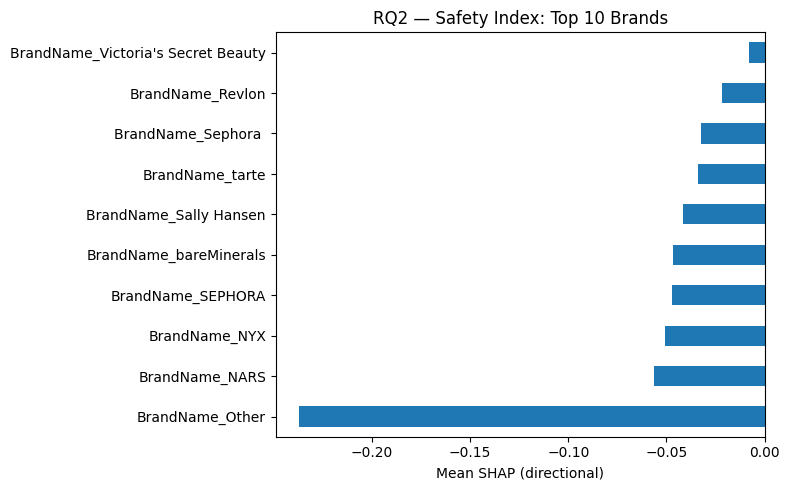 RQ2 — Safety Index: Top 10 Brands
BrandName_Victoria's Secret Beauty
BrandName_Revlon
BrandName_Sephora
BrandName_tarte
BrandName_Sally Hansen
BrandName_bareMinerals
BrandName_SEPHORA
BrandName_NYX
BrandName_NARS
BrandName_Other
−0.20 −0.15 −0.10 −0.05 0.00
Mean SHAP (directional)